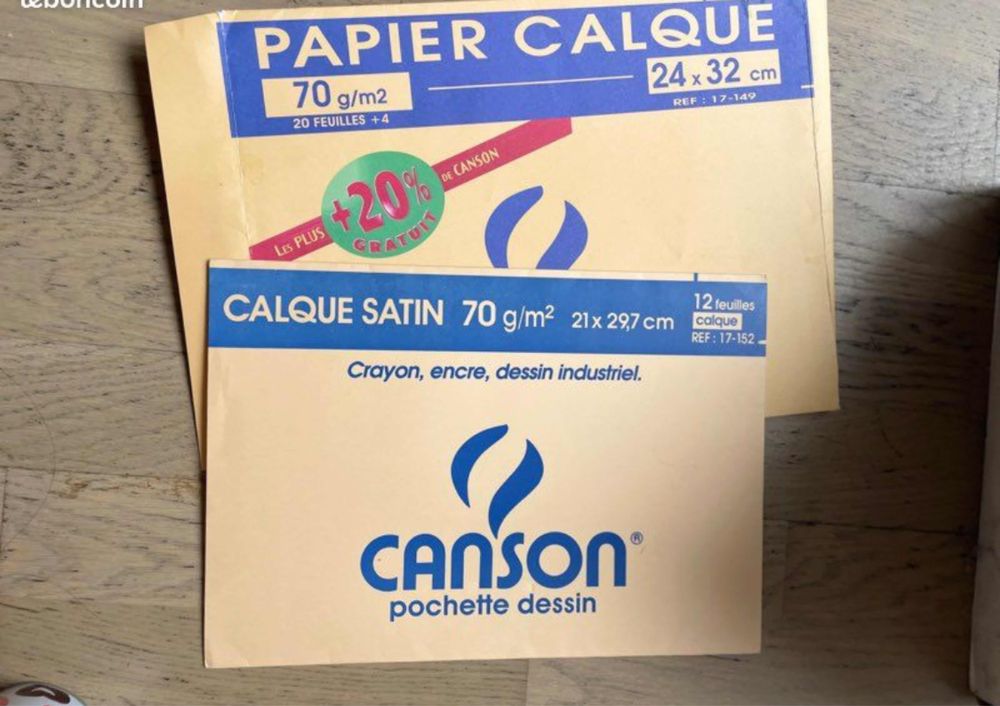 leboncoin
PAPIER CALQUE
70 g/m2
20 FEUILLES +4
24 x 32 cm
REF : 17-149
LES PLUS
+20%
GRATUIT
DE CANSON
CALQUE SATIN 70 g/m² 21 x 29,7 cm
12 feuilles
calque
REF : 17-152
Crayon, encre, dessin industriel.
CANSON®
pochette dessin